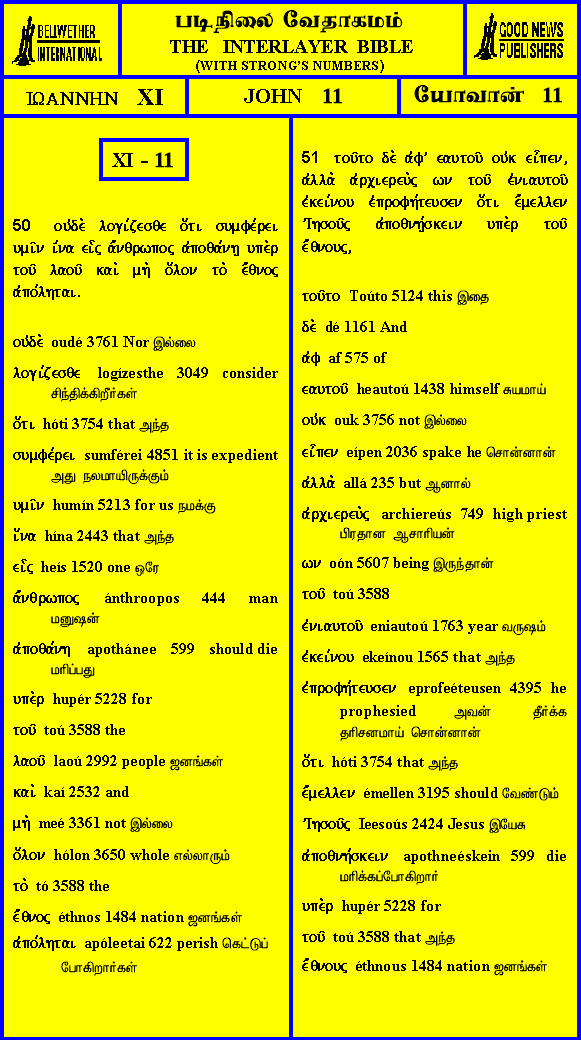 BELLWETHER
INTERNATIONAL
படிநிலை வேதாகமம்
THE INTERLAYER BIBLE
(WITH STRONG'S NUMBERS)
GOOD NEWS
PUBLISHERS
ΙΩΑΝΝΗΝ XI
JOHN 11
யோவான் 11
XI - 11
50 οὐδὲ λογίζεσθε ὅτι συμφέρει
υμῖν ίνα εἷς ἄνθρωπος ἀποθάνῃ υπὲρ
τοῦ λαοῦ καὶ μὴ ὅλον τὸ ἔθνος
ἀπόληται.
οὐδὲ oudé 3761 Nor இல்லை
λογίζεσθε logízesthe 3049 consider
சிந்திக்கிறீர்கள்
ὅτι hóti 3754 that அந்த
συμφέρει sumférei 4851 it is expedient
அது நலமாயிருக்கும்
υμῖν humín 5213 for us நமக்கு
ἵνα hína 2443 that அந்த
εἷς heís 1520 one ஒரே
ἄνθρωπος ánthroopos 444 man
மனுஷன்
ἀποθάνῃ apothánee 599 should die
மரிப்பது
υπὲρ hupér 5228 for
τοῦ toú 3588 the
λαοῦ laoú 2992 people ஜனங்கள்
καὶ kaí 2532 and
μὴ meé 3361 not இல்லை
ὅλον hólon 3650 whole எல்லாரும்
τὸ tó 3588 the
ἔθνος éthnos 1484 nation ஜனங்கள்
ἀπόληται apóleetai 622 perish கெட்டுப்
போகிறார்கள்
51 τοῦτο δὲ ἀφ’ εαυτοῦ οὐκ εἶπεν,
ἀλλὰ ἀρχιερεὺς ων τοῦ ἐνιαυτοῦ
ἐκείνου ἐπροφήτευσεν ὅτι ἔμελλεν
Ἰησοῦς ἀποθνῄσκειν υπὲρ τοῦ
ἔθνους,
τοῦτο Toúto 5124 this இதை
δὲ dé 1161 And
ἀφ af 575 of
εαυτοῦ heautoú 1438 himself சுயமாய்
οὐκ ouk 3756 not இல்லை
εἶπεν eípen 2036 spake he சொன்னான்
ἀλλὰ allá 235 but ஆனால்
ἀρχιερεὺς archiereús 749 high priest
பிரதான ஆசாரியன்
ων oón 5607 being இருந்தான்
τοῦ toú 3588
ἐνιαυτοῦ eniautoú 1763 year வருஷம்
ἐκείνου ekeínou 1565 that அந்த
ἐπροφήτευσεν eprofeéteusen 4395 he
prophesied அவன் தீர்க்க
தரிசனமாய் சொன்னான்
ὅτι hóti 3754 that அந்த
ἔμελλεν émellen 3195 should வேண்டும்
Ἰησοῦς Ieesoús 2424 Jesus இயேசு
ἀποθνῄσκειν apothneéskein 599 die
மரிக்கப்போகிறார்
υπὲρ hupér 5228 for
τοῦ toú 3588 that அந்த
ἔθνους éthnous 1484 nation ஜனங்கள்